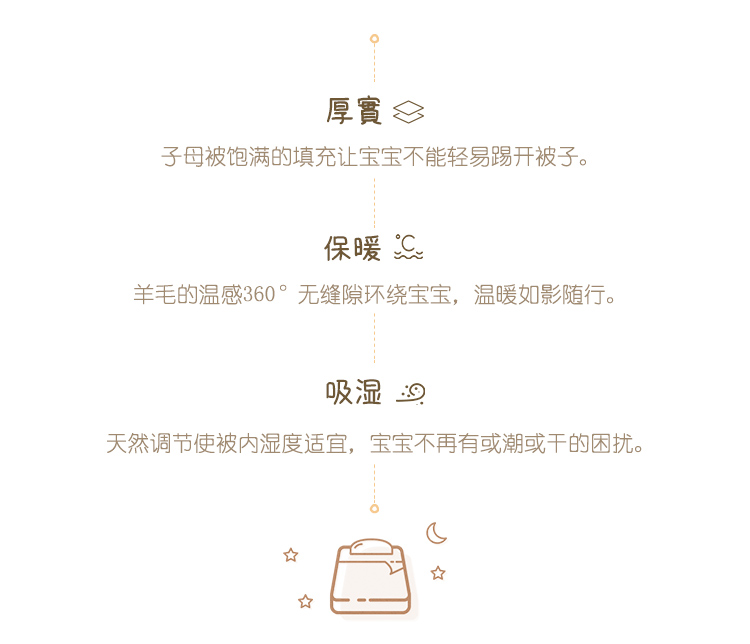 厚實
子母被饱满的填充让宝宝不能轻易踢开被子。
保暖 ℃
羊毛的温感360°无缝隙环绕宝宝，温暖如影随行。
吸湿
天然调节使被内湿度适宜，宝宝不再有或潮或干的困扰。